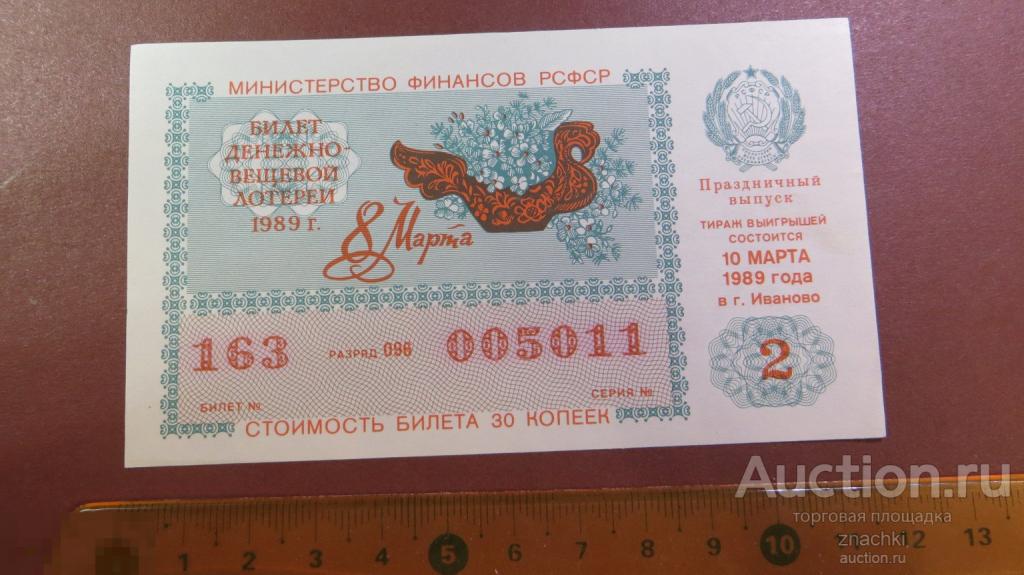 МИНИСТЕРСТВО ФИНАНСОВ РСФСР
БИЛЕТ
ДЕНЕЖНО-
ВЕЩЕВОЙ
ЛОТЕРЕИ
1989 г.
8 Марта
Праздничный
выпуск
ТИРАЖ ВЫИГРЫШЕЙ
СОСТОИТСЯ
10 МАРТА
1989 года
в г. Иваново
2
163 РАЗРЯД 096 005011
БИЛЕТ № СЕРИЯ №
СТОИМОСТЬ БИЛЕТА 30 КОПЕЕК
Auction.ru
торговая площадка
znachki
auction.ru
1 2 3 4 5 6 7 8 9 10 12 13